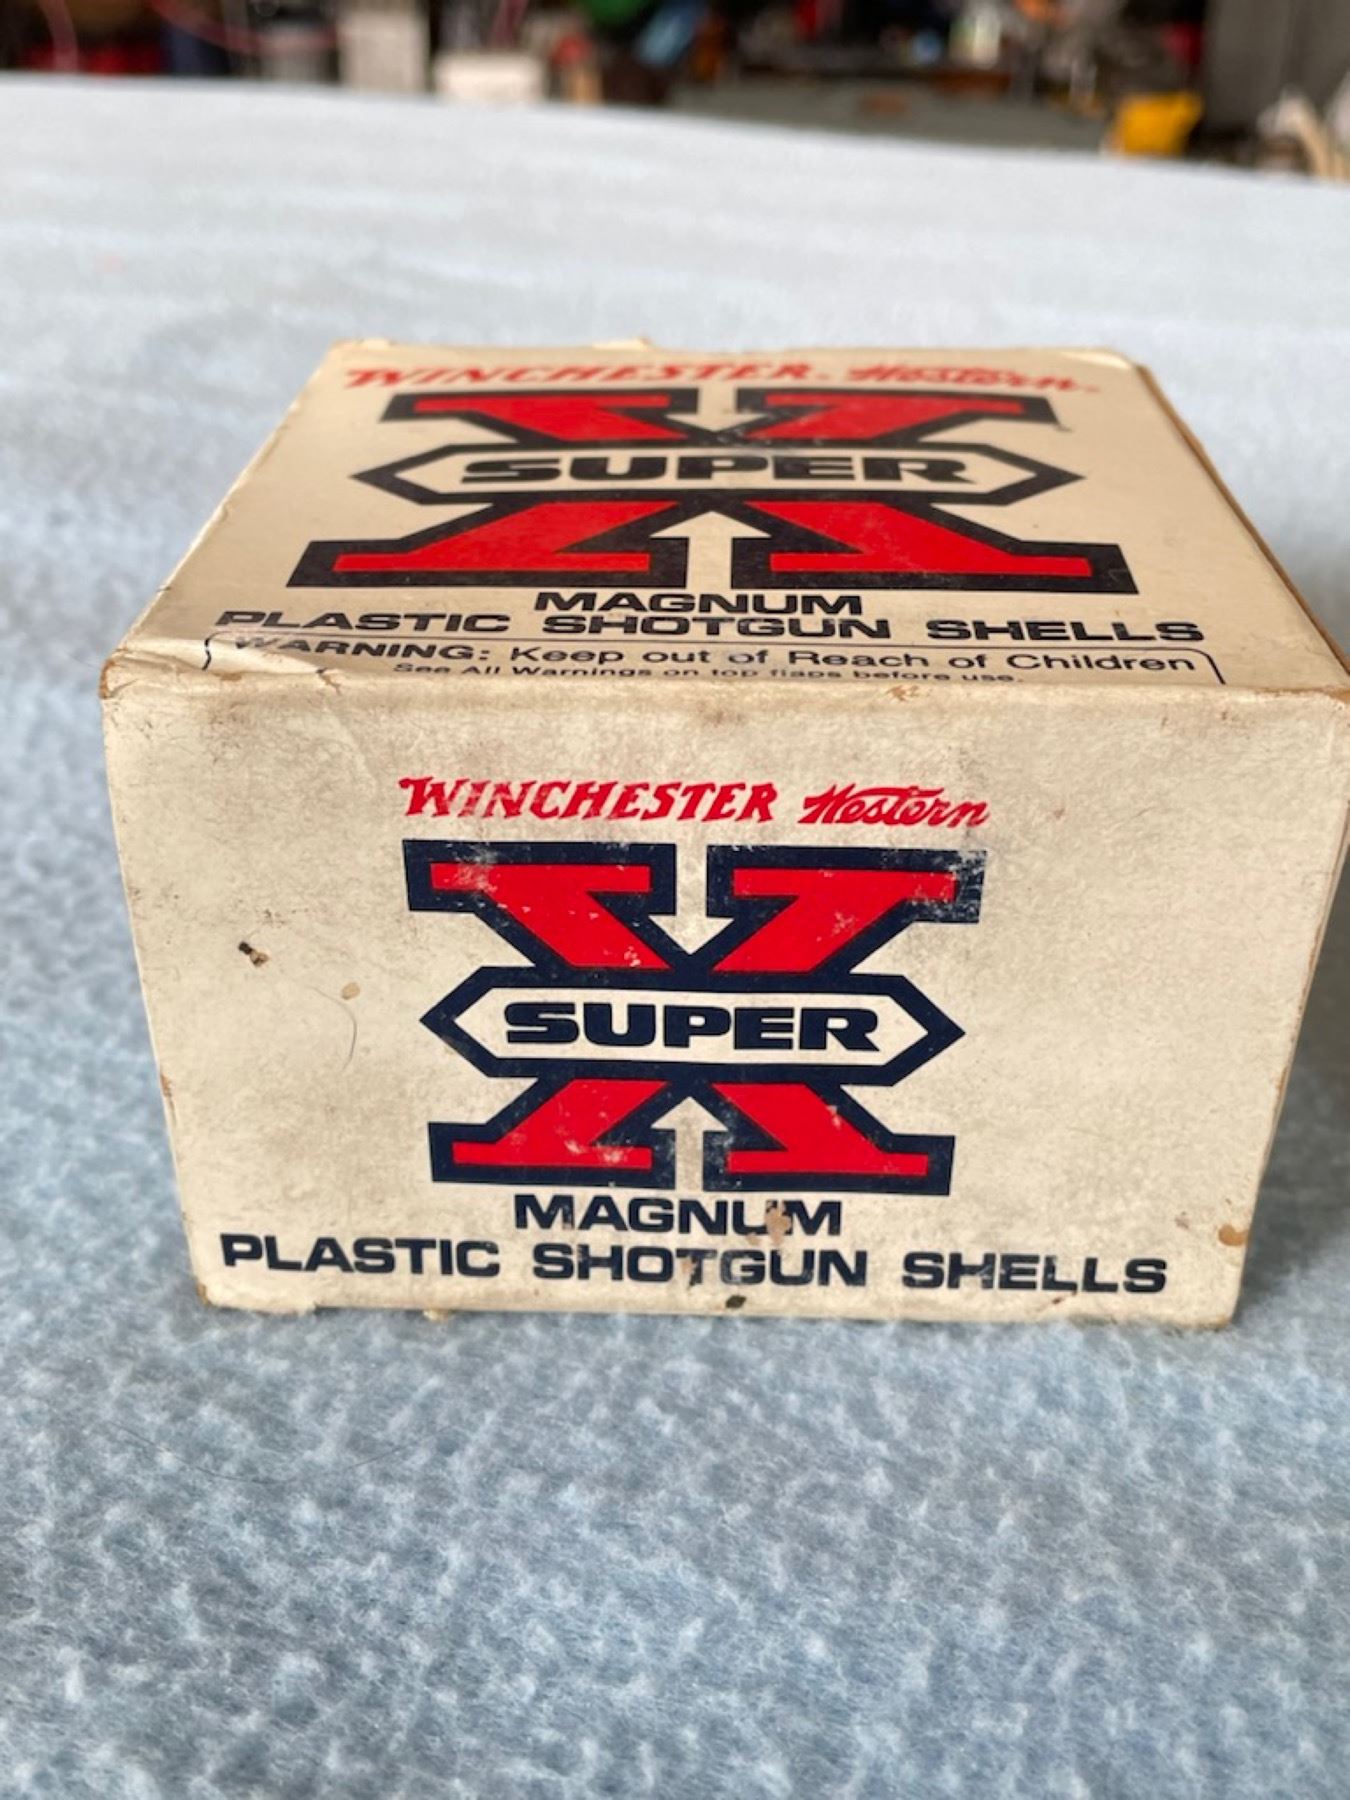 WINCHESTER Western
X
SUPER
MAGNUM
PLASTIC SHOTGUN SHELLS
WARNING: Keep out of Reach of Children
See All Warnings on top flaps before use.
WINCHESTER Western
X
SUPER
MAGNUM
PLASTIC SHOTGUN SHELLS